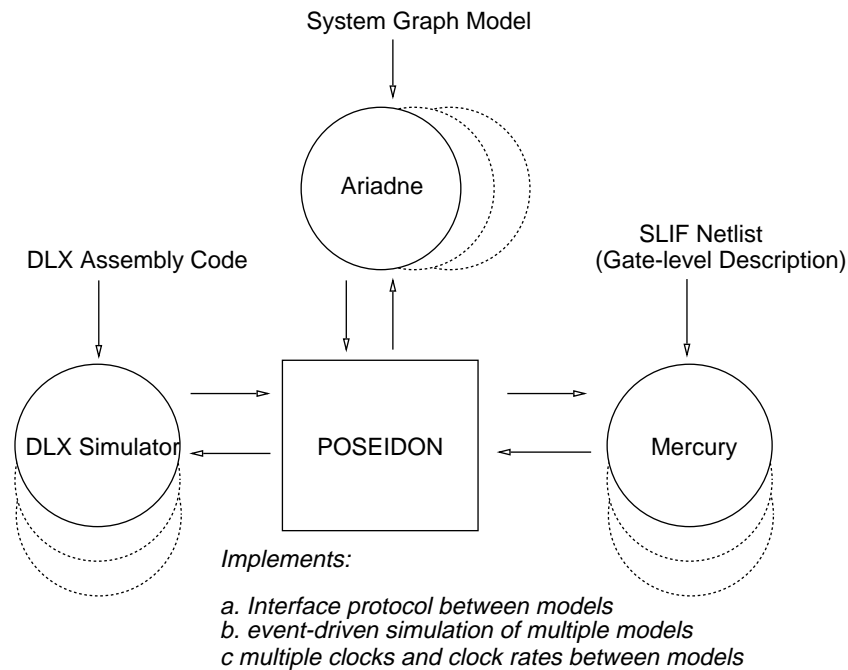 System Graph Model
Ariadne
SLIF Netlist
(Gate-level Description)
DLX Assembly Code
DLX Simulator
POSEIDON
Mercury
Implements:
a. Interface protocol between models
b. event-driven simulation of multiple models
c multiple clocks and clock rates between models